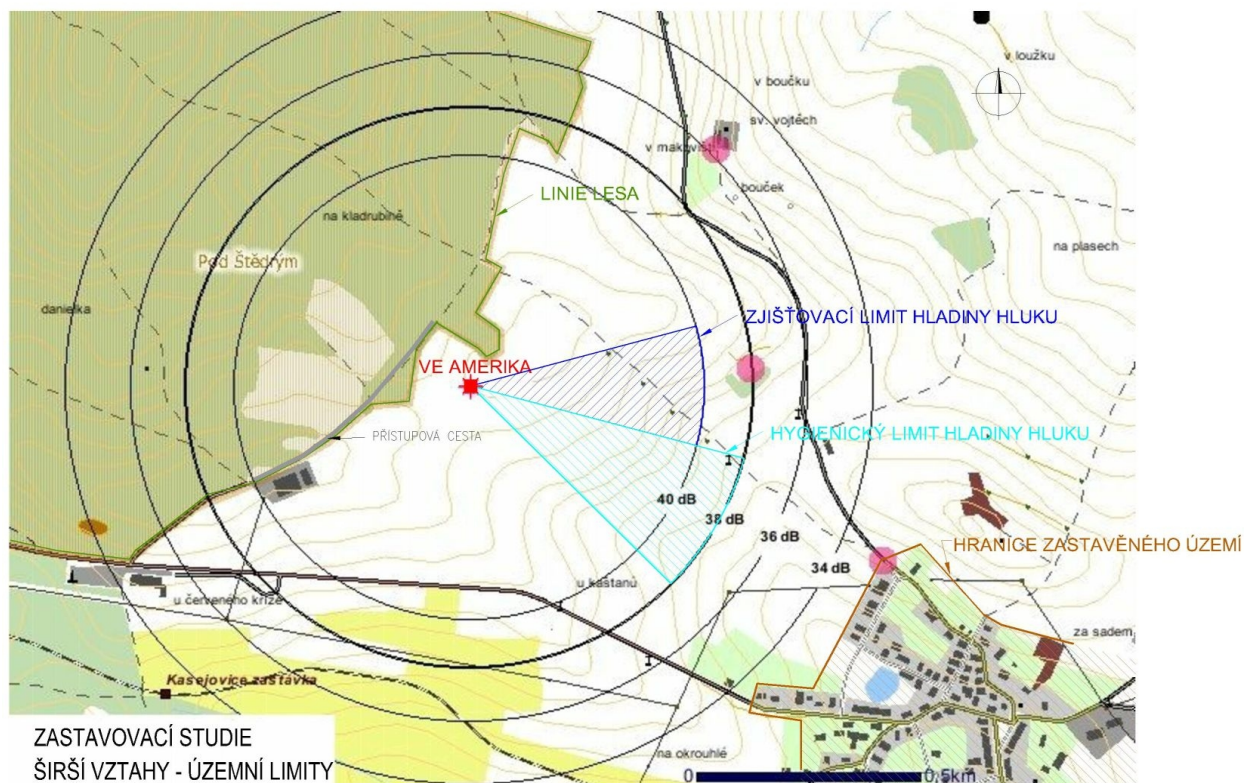 v loužku
v boučku
sv. vojtěch
v makovišti
bouček
LINIE LESA
na kladrubině
na plasech
Pod Štědrým
danielka
ZJIŠŤOVACÍ LIMIT HLADINY HLUKU
VE AMERIKA
PŘÍSTUPOVÁ CESTA
HYGIENICKÝ LIMIT HLADINY HLUKU
40 dB
38 dB
36 dB
34 dB
HRANICE ZASTAVĚNÉHO ÚZEMÍ
u kaštanů
u červeného kříže
za sadem
Kasejovice zastávka
ZASTAVOVACÍ STUDIE
ŠIRŠÍ VZTAHY - ÚZEMNÍ LIMITY
na okrouhlé
0 0,5km